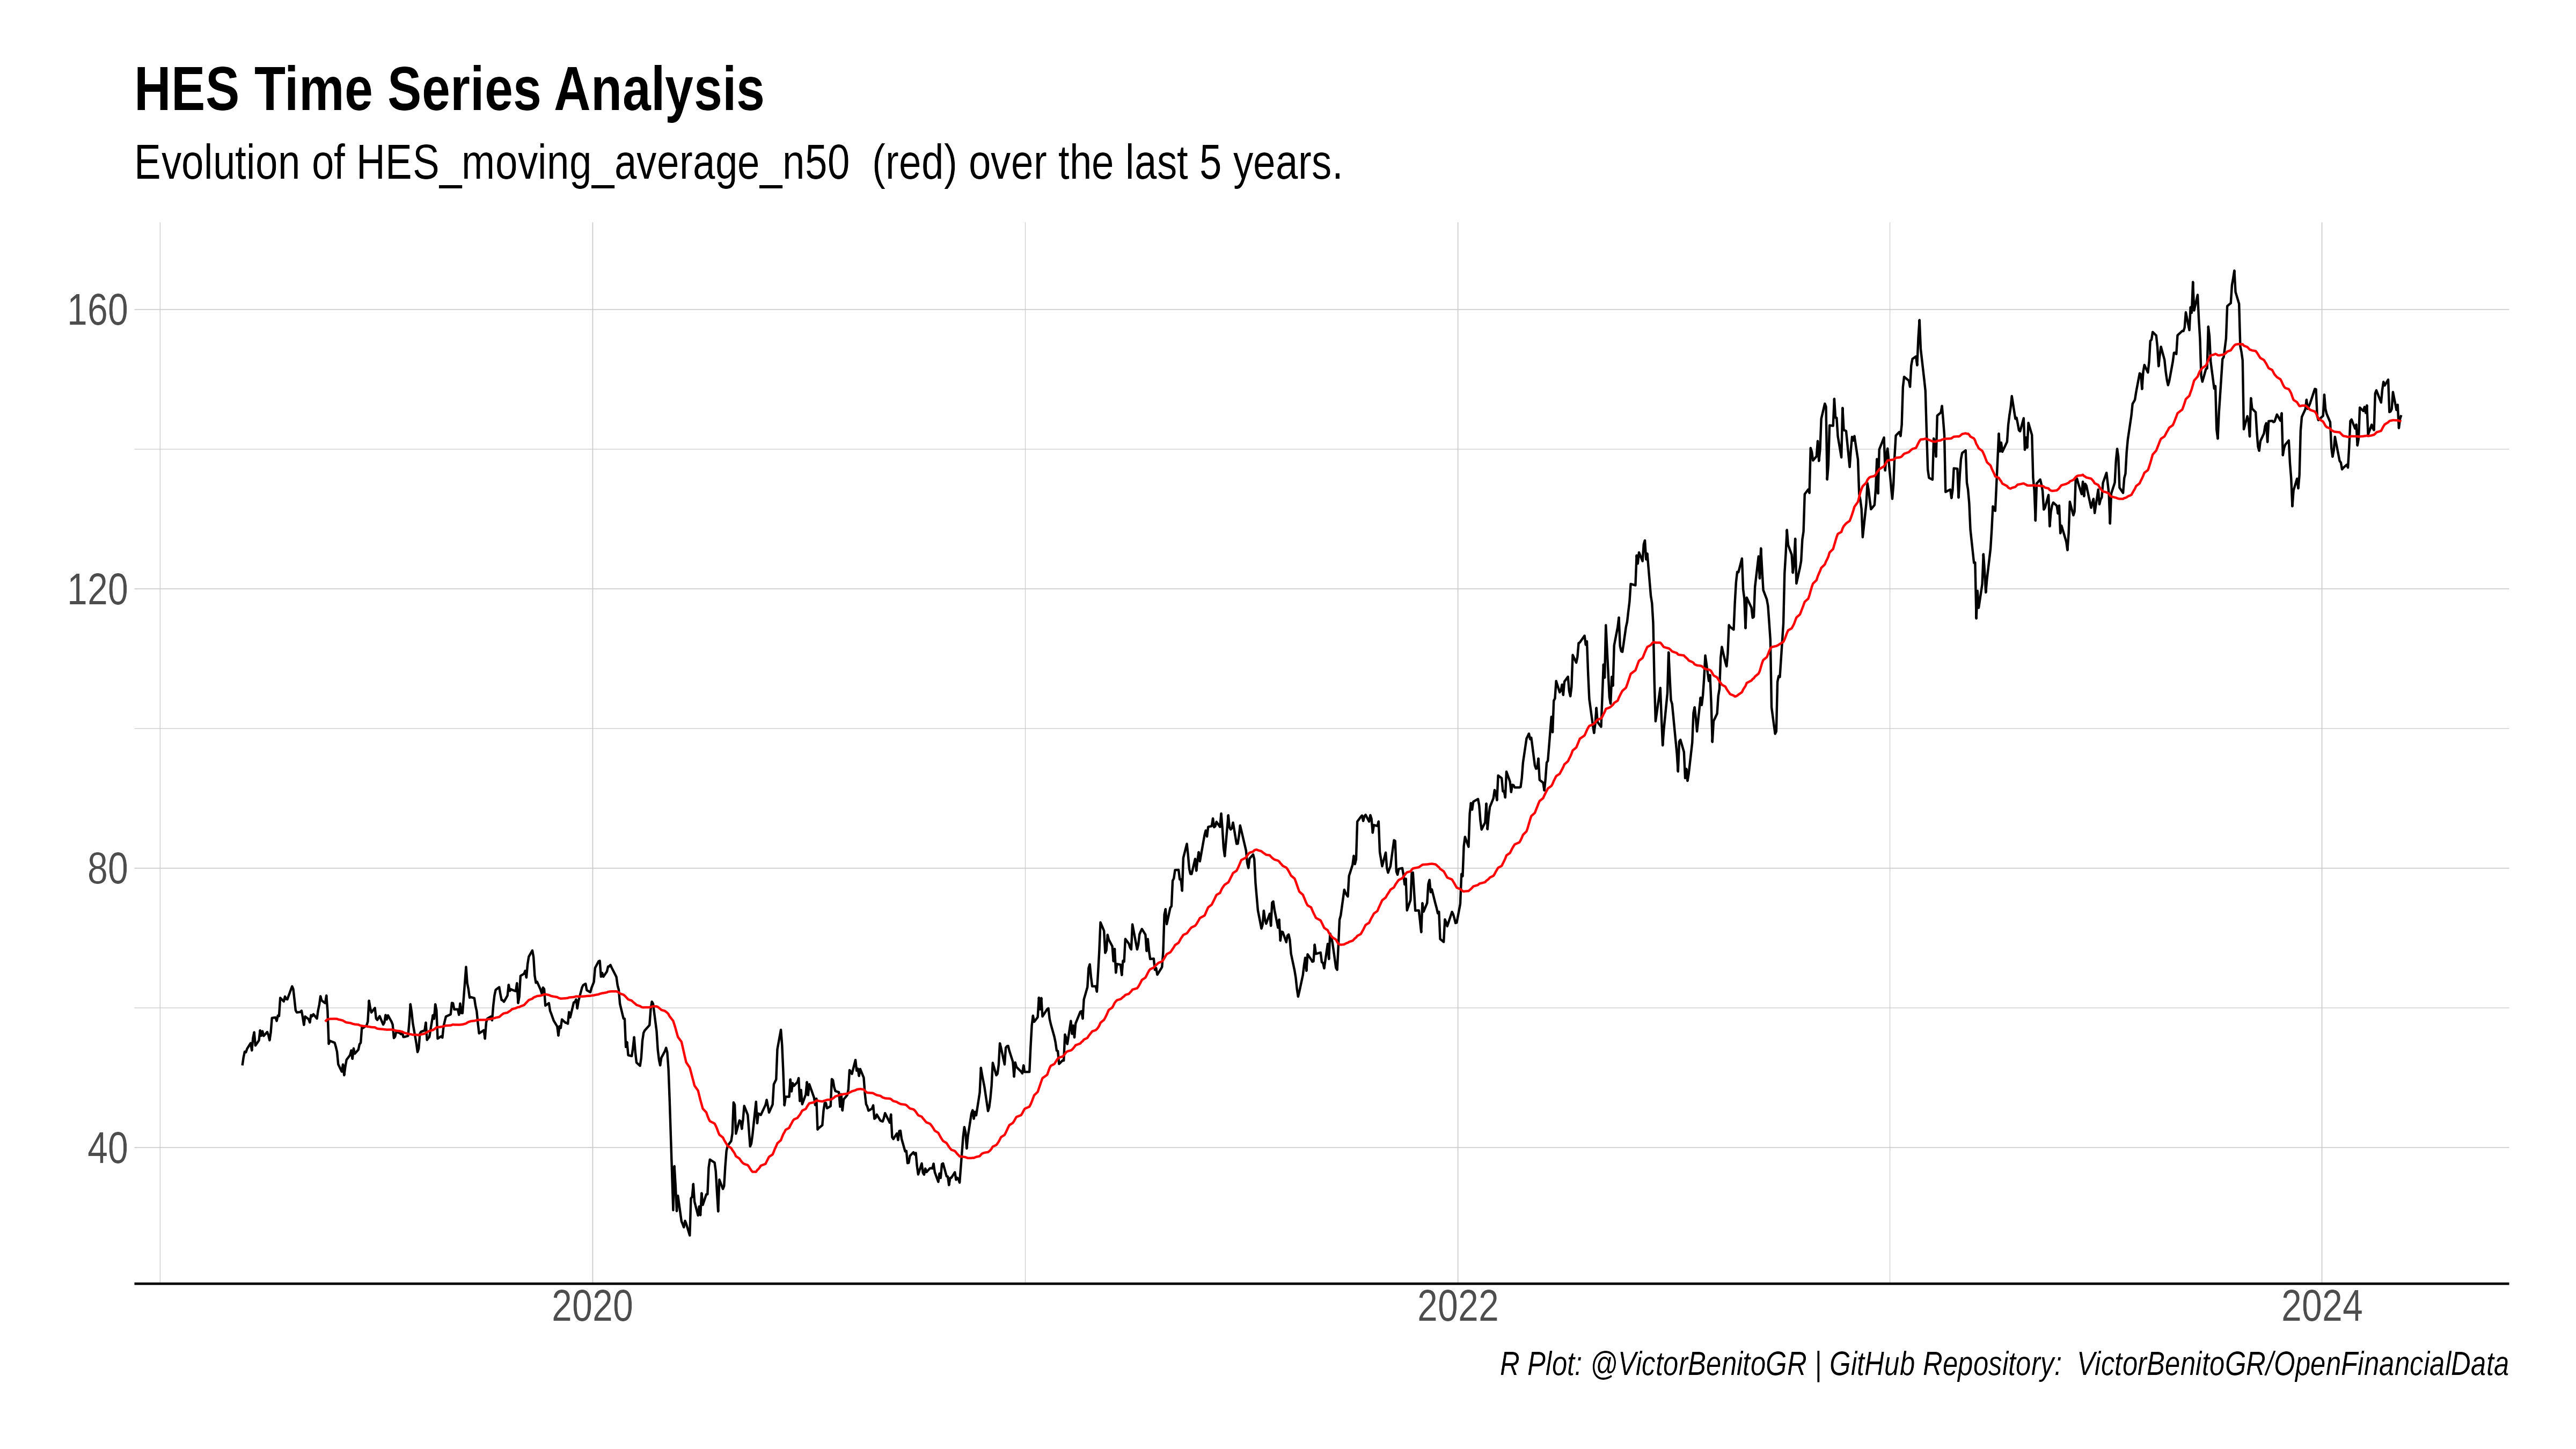 HES Time Series Analysis
Evolution of HES_moving_average_n50  (red) over the last 5 years.
160
120
80
40
2020
2022
2024
R Plot: @VictorBenitoGR | GitHub Repository:  VictorBenitoGR/OpenFinancialData